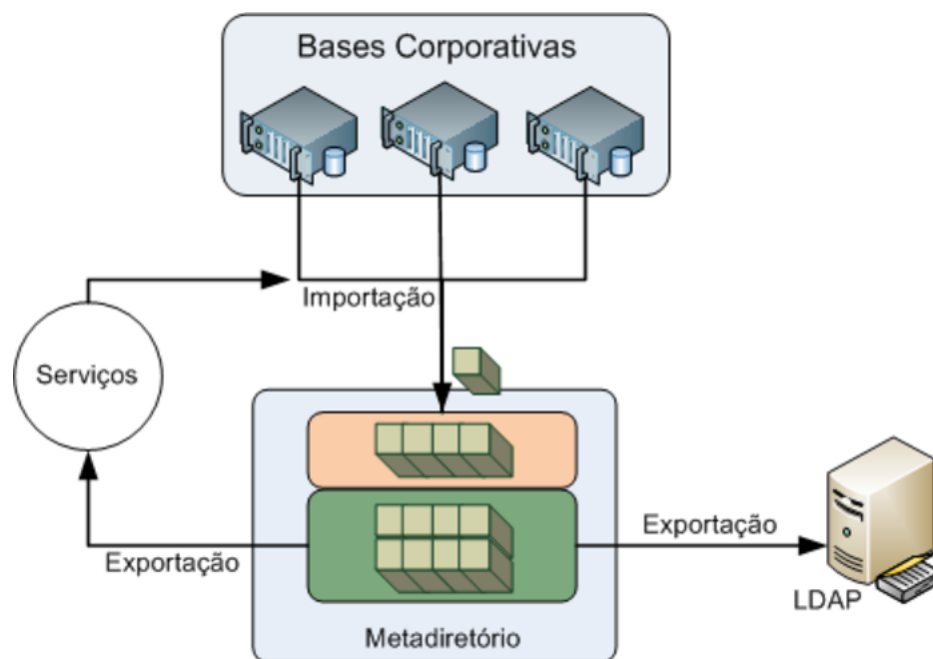 Bases Corporativas
Importação
Serviços
Exportação
Exportação
LDAP
Metadiretório